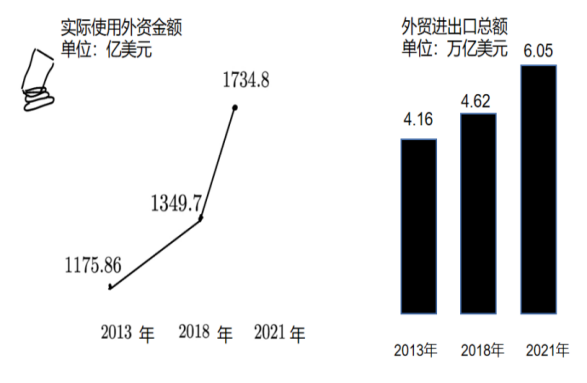 实际使用外资金额
单位：亿美元
1734.8
1349.7
1175.86
2013 年 2018 年 2021 年
外贸进出口总额
单位：万亿美元
6.05
4.62
4.16
2013年 2018年 2021年